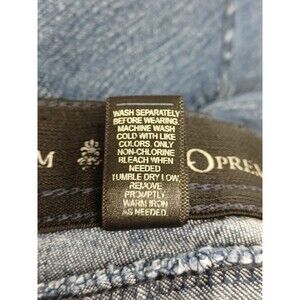 WASH SEPARATELY
BEFORE WEARING.
MACHINE WASH
COLD WITH LIKE
COLORS. ONLY
NON-CHLORINE
BLEACH WHEN
NEEDED
TUMBLE DRY LOW,
REMOVE
PROMPTLY.
WARM IRON
AS NEEDED.
M
OPREM